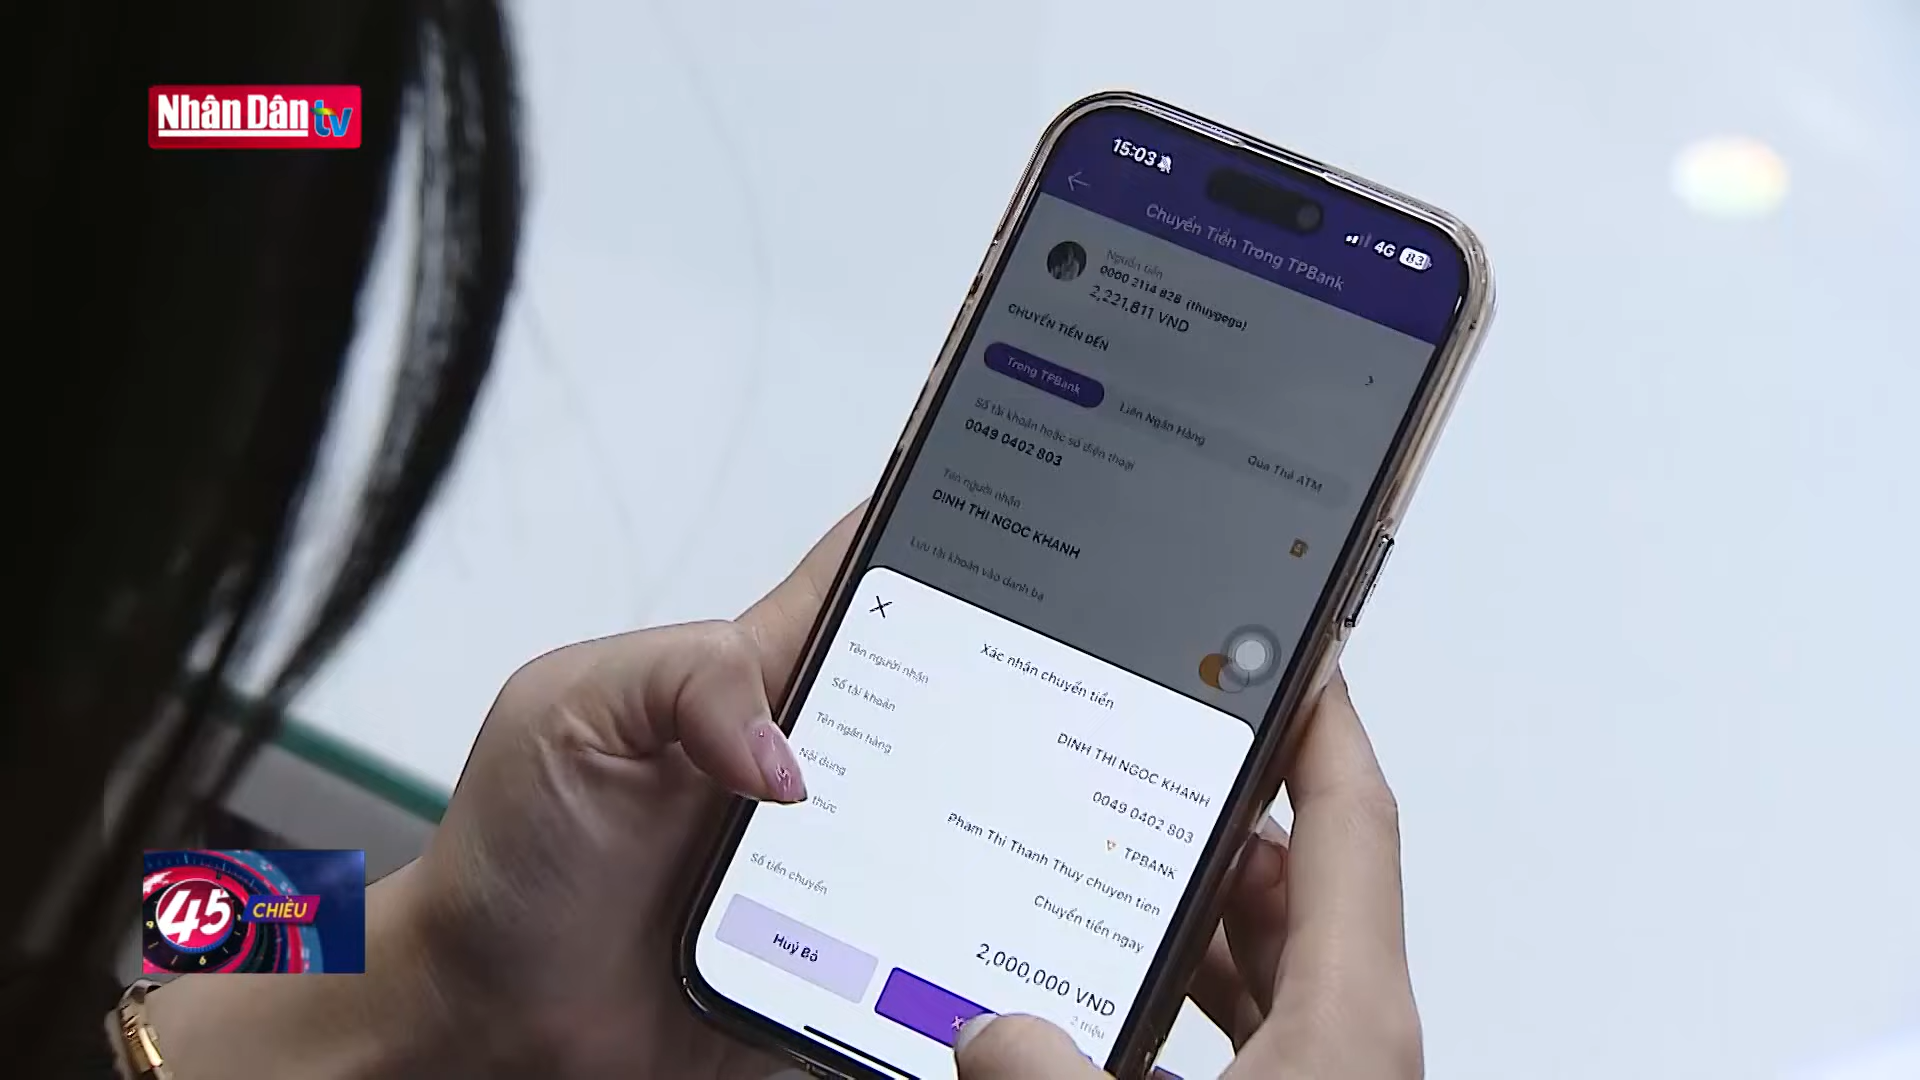 Nhân Dân tv
15:03
4G 83
Chuyển Tiền Trong TPBank
Nguồn tiền
0000 2114 828 (thuygaga)
2,221,811 VND
CHUYỂN TIỀN ĐẾN
Trong TPBank
Liên Ngân Hàng
Qua Thẻ ATM
Số tài khoản hoặc số điện thoại
0049 0402 803
Tên người nhận
DINH THI NGOC KHANH
Lưu tài khoản vào danh bạ
Xác nhận chuyển tiền
Tên người nhận
DINH THI NGOC KHANH
Số tài khoản
0049 0402 803
Tên ngân hàng
TPBANK
Nội dung
Pham Thi Thanh Thuy chuyen tien
thức
Chuyển tiền ngay
Số tiền chuyển
2,000,000 VND
2 triệu
Huỷ Bỏ
45 CHIỀU